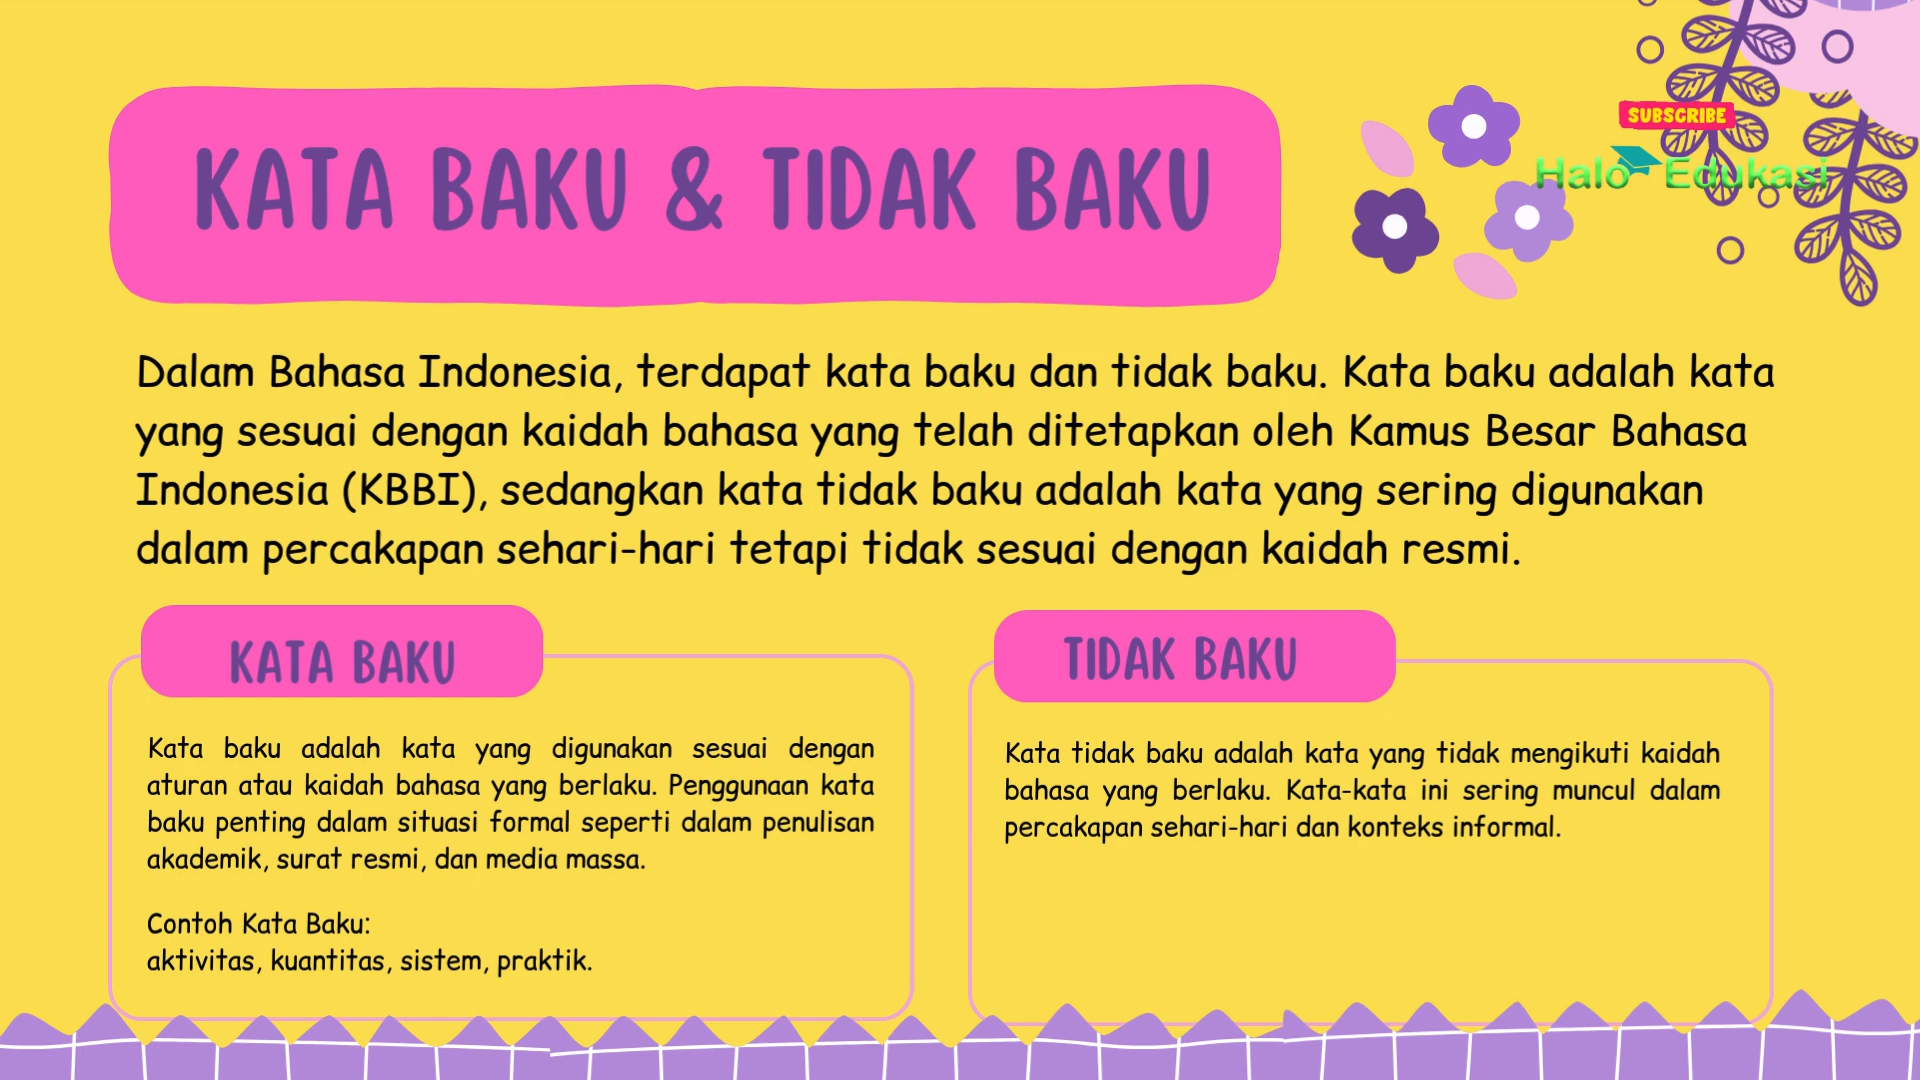 KATA BAKU & TIDAK BAKU
SUBSCRIBE
Halo Edukasi
Dalam Bahasa Indonesia, terdapat kata baku dan tidak baku. Kata baku adalah kata
yang sesuai dengan kaidah bahasa yang telah ditetapkan oleh Kamus Besar Bahasa
Indonesia (KBBI), sedangkan kata tidak baku adalah kata yang sering digunakan
dalam percakapan sehari-hari tetapi tidak sesuai dengan kaidah resmi.
KATA BAKU
Kata baku adalah kata yang digunakan sesuai dengan
aturan atau kaidah bahasa yang berlaku. Penggunaan kata
baku penting dalam situasi formal seperti dalam penulisan
akademik, surat resmi, dan media massa.
Contoh Kata Baku:
aktivitas, kuantitas, sistem, praktik.
TIDAK BAKU
Kata tidak baku adalah kata yang tidak mengikuti kaidah
bahasa yang berlaku. Kata-kata ini sering muncul dalam
percakapan sehari-hari dan konteks informal.